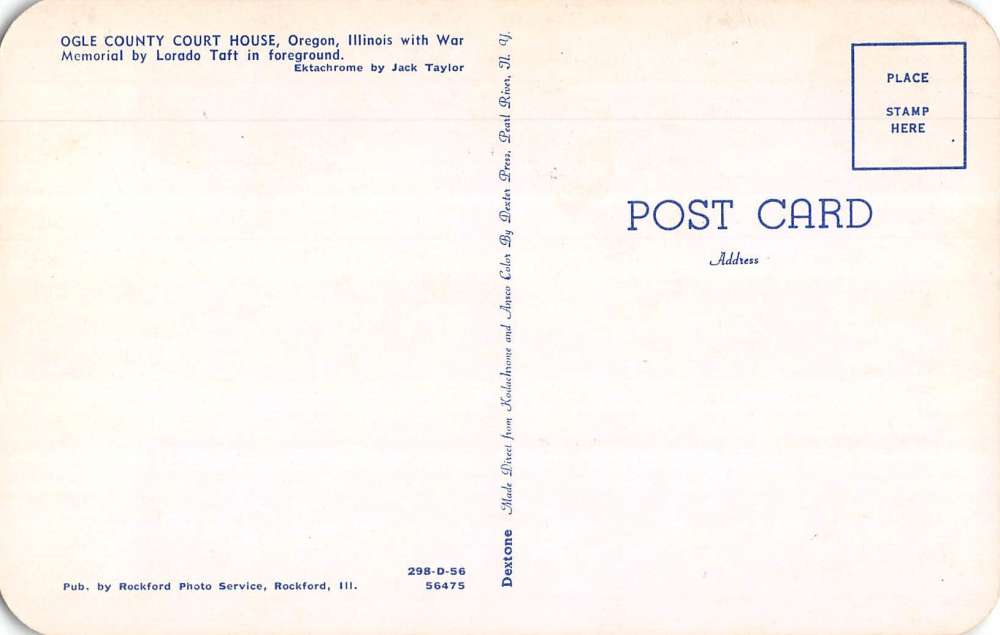 OGLE COUNTY COURT HOUSE, Oregon, Illinois with War
Memorial by Lorado Taft in foreground.
Ektachrome by Jack Taylor
298-D-56
Pub. by Rockford Photo Service, Rockford, Ill. 56475
Dextone Made Direct from Kodachrome and Ansco Color By Dexter Press, Pearl River, N. Y.
PLACE
STAMP
HERE
POST CARD
Address